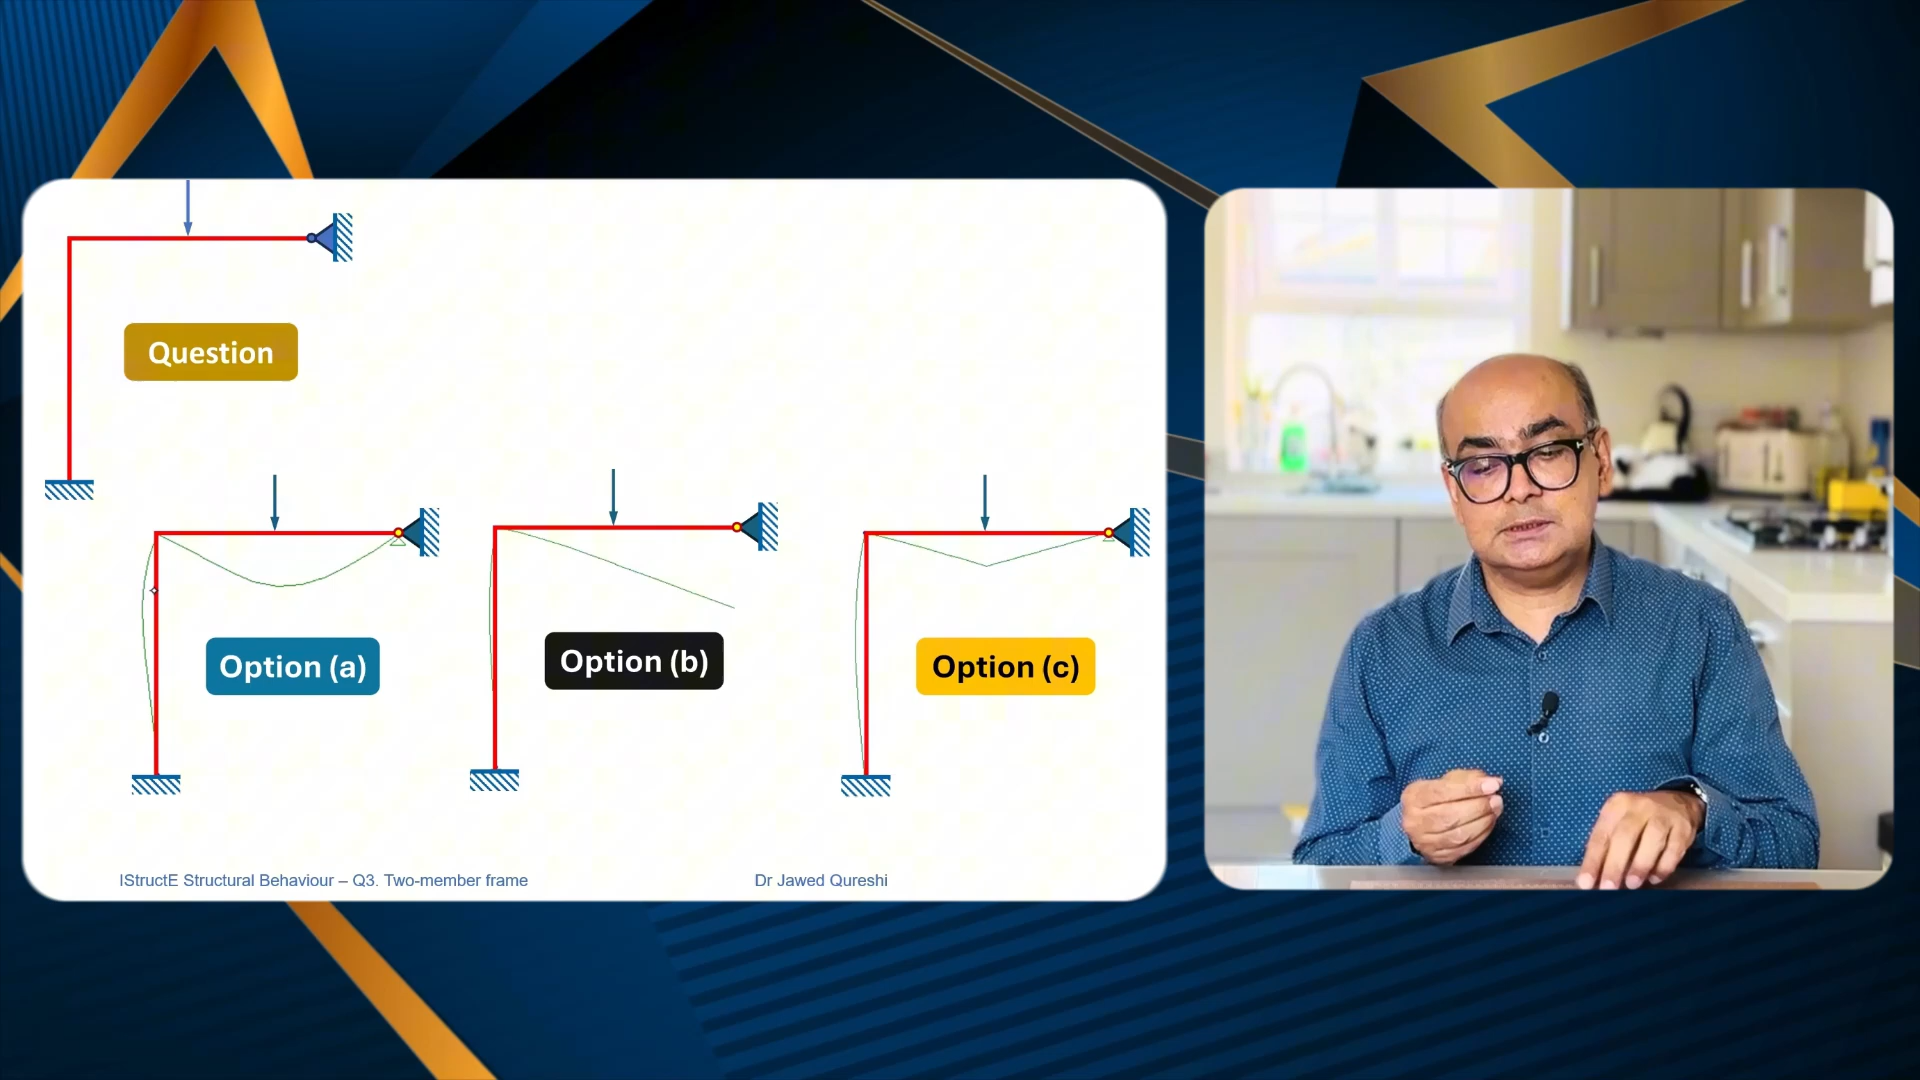 Question
Option (a)
Option (b)
Option (c)
IStructE Structural Behaviour – Q3. Two-member frame
Dr Jawed Qureshi